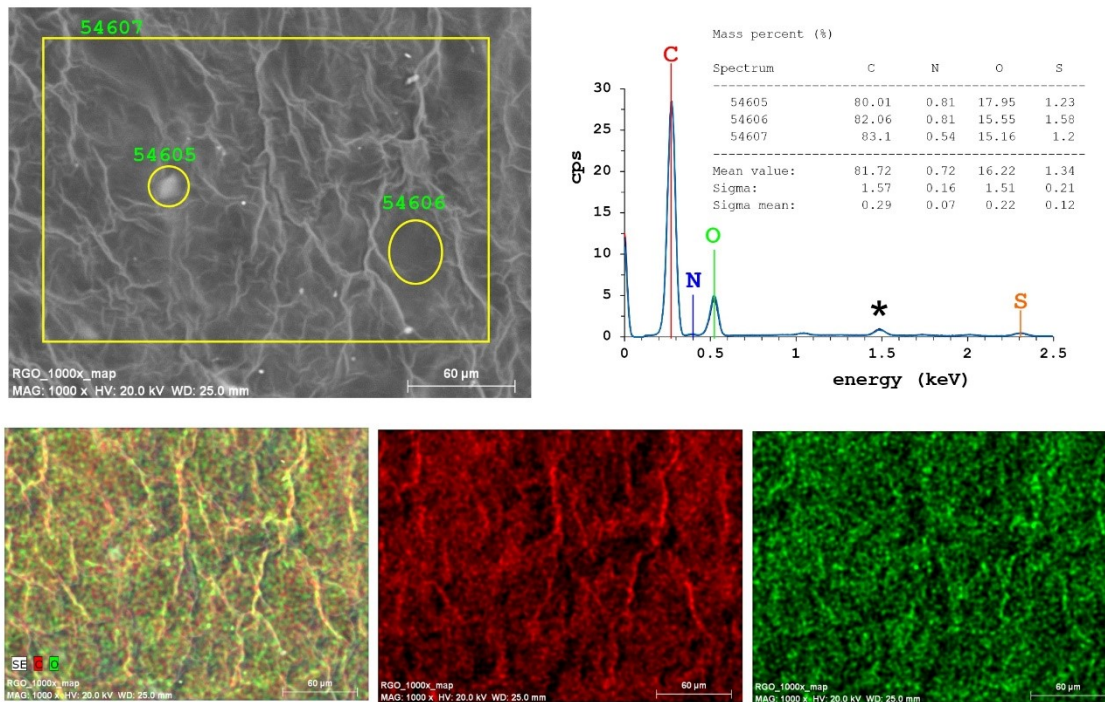 54607
54605
54606
RGO_1000x_map
MAG: 1000 x HV: 20.0 kV WD: 25.0 mm
60 µm
Mass percent (%)
Spectrum C N O S
54605 80.01 0.81 17.95 1.23
54606 82.06 0.81 15.55 1.58
54607 83.1 0.54 15.16 1.2
Mean value: 81.72 0.72 16.22 1.34
Sigma: 1.57 0.16 1.51 0.21
Sigma mean: 0.29 0.07 0.22 0.12
C
N
O
*
S
cps
30
25
20
15
10
5
0
0 0.5 1 1.5 2 2.5
energy (keV)
SE C O
RGO_1000x_map
MAG: 1000 x HV: 20.0 kV WD: 25.0 mm
60 µm
RGO_1000x_map
MAG: 1000 x HV: 20.0 kV WD: 25.0 mm
60 µm
RGO_1000x_map
MAG: 1000 x HV: 20.0 kV WD: 25.0 mm
60 µm